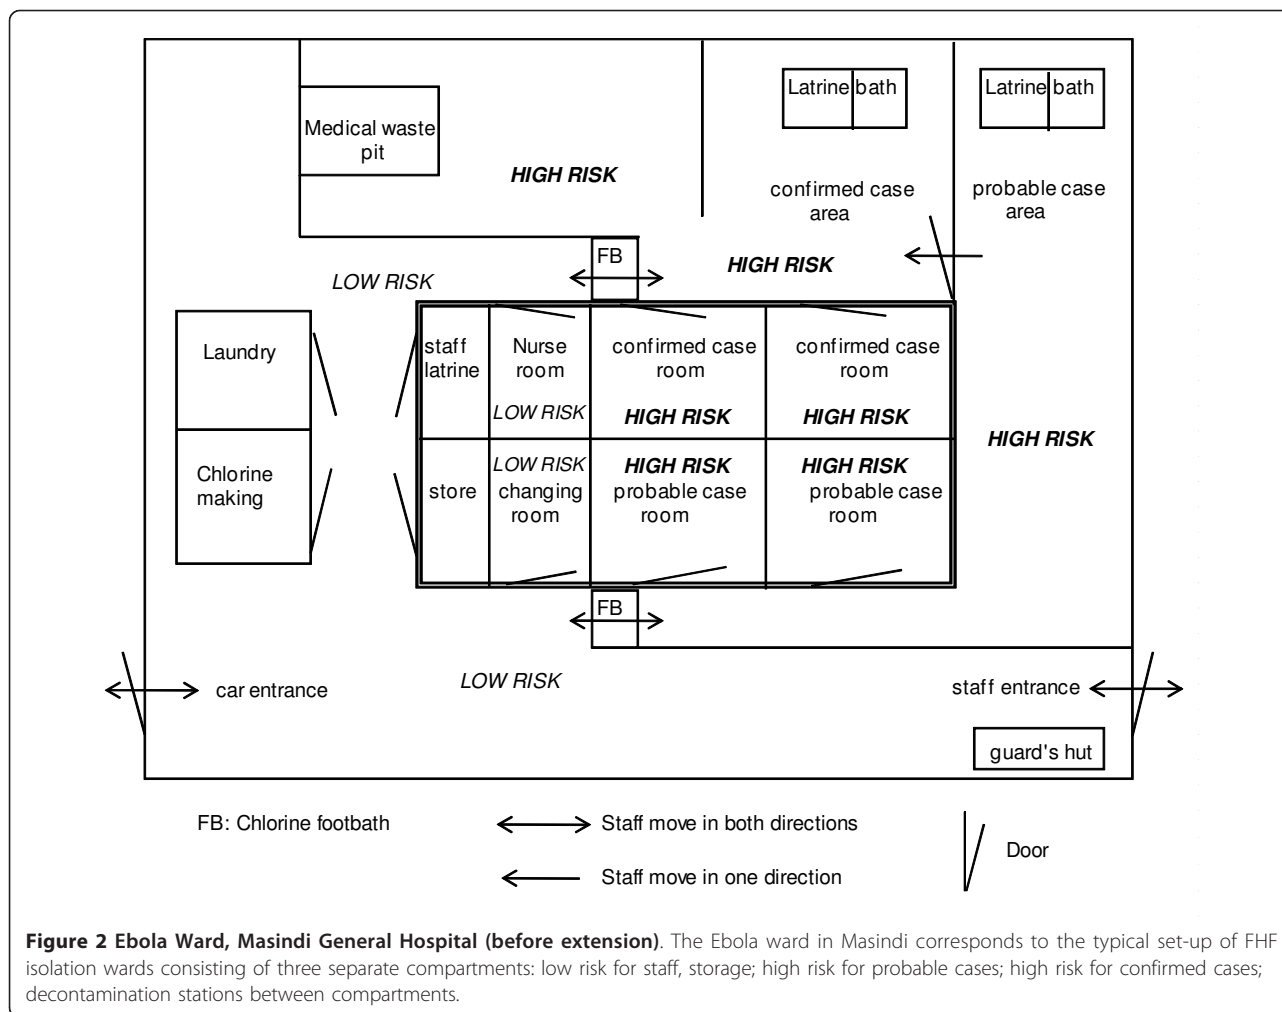 Latrine bath
Latrine bath
Medical waste
pit
HIGH RISK
confirmed case
area
probable case
area
FB
HIGH RISK
LOW RISK
Laundry
staff
latrine
Nurse
room
confirmed case
room
confirmed case
room
LOW RISK
HIGH RISK
HIGH RISK
HIGH RISK
Chlorine
making
store
LOW RISK
changing
room
HIGH RISK
probable case
room
HIGH RISK
probable case
room
FB
car entrance
LOW RISK
staff entrance
guard's hut
FB: Chlorine footbath
Staff move in both directions
Staff move in one direction
Door
Figure 2 Ebola Ward, Masindi General Hospital (before extension). The Ebola ward in Masindi corresponds to the typical set-up of FHF
isolation wards consisting of three separate compartments: low risk for staff, storage; high risk for probable cases; high risk for confirmed cases;
decontamination stations between compartments.